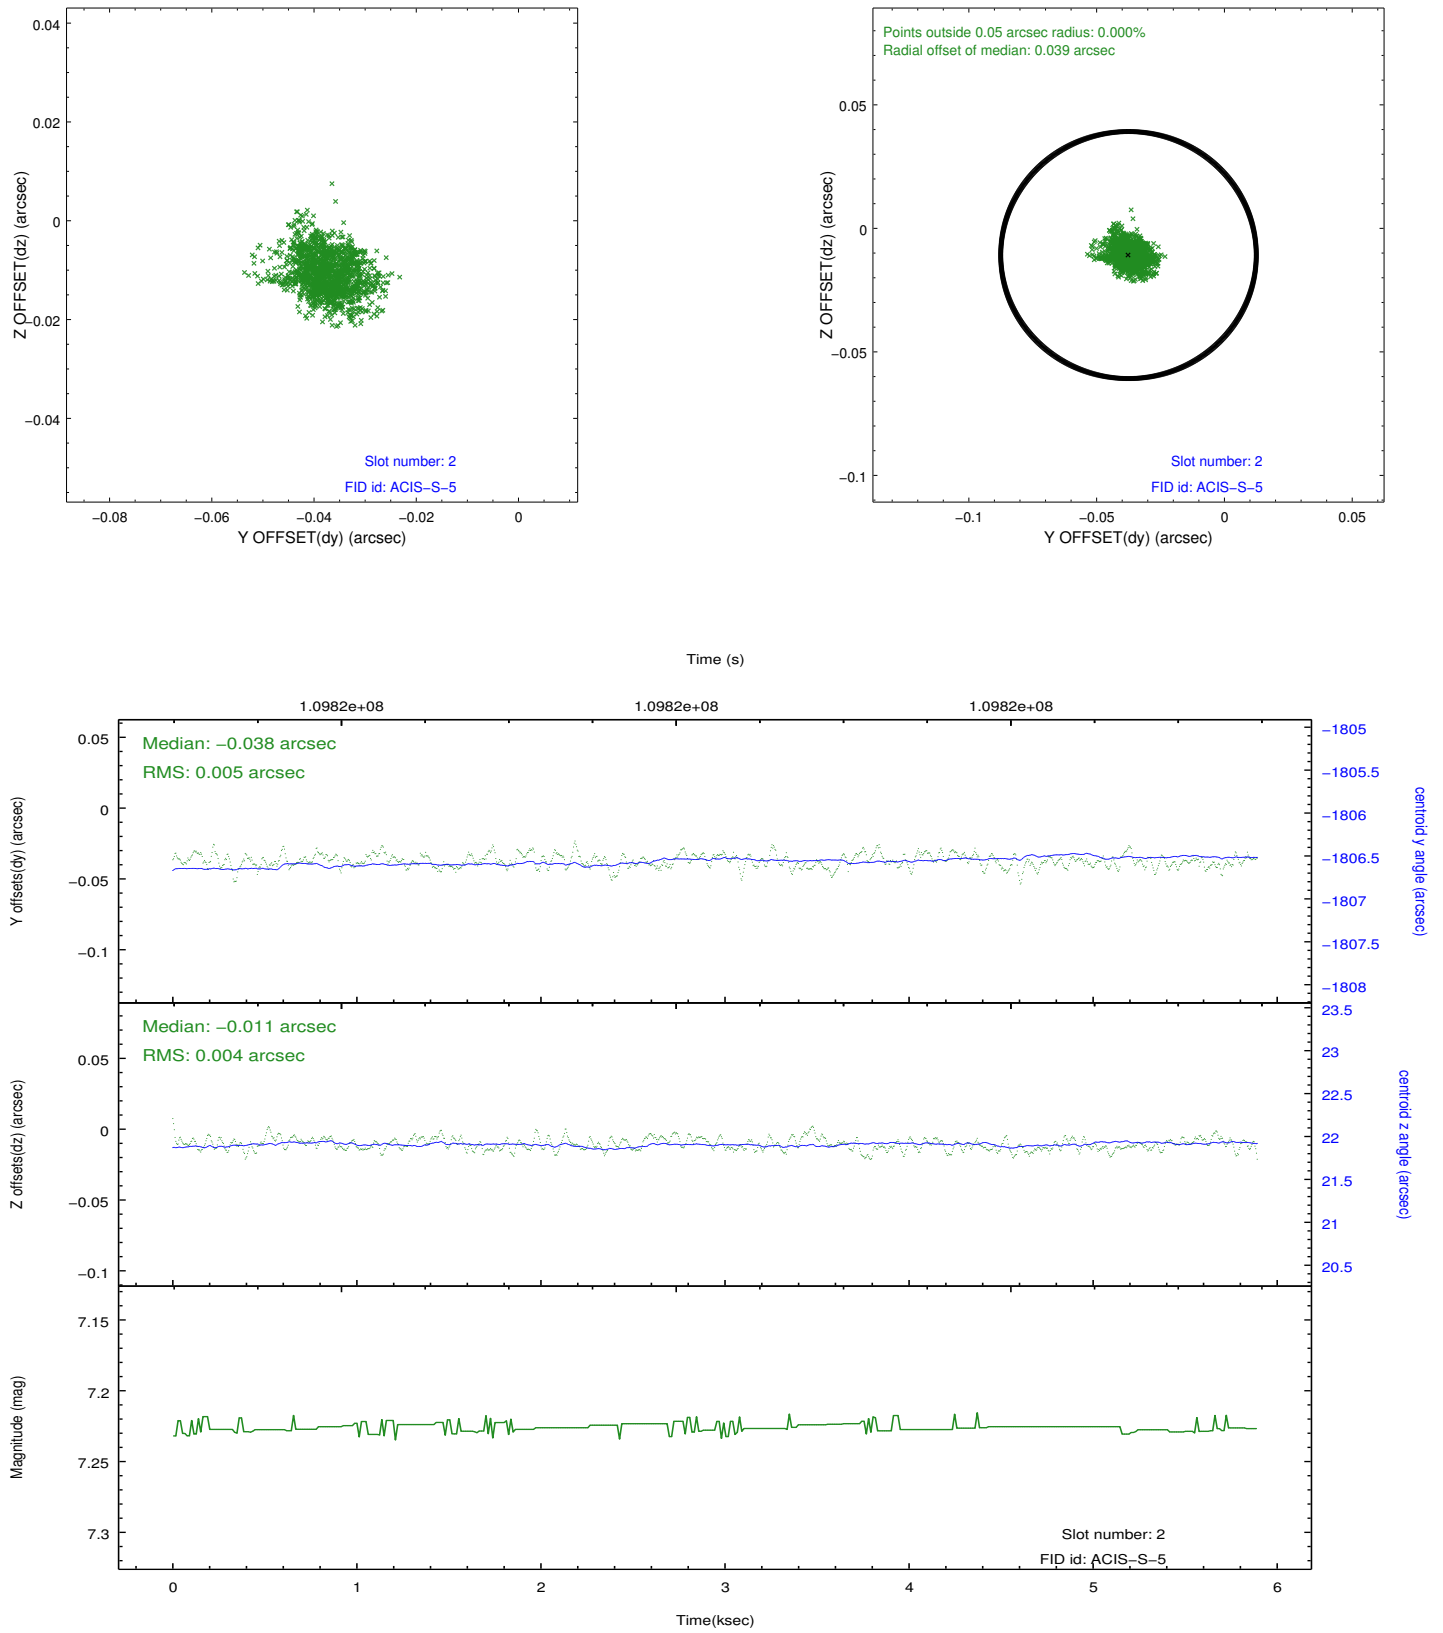 0.04
0.02
0
−0.02
−0.04
Z OFFSET(dz) (arcsec)
Slot number: 2
FID id: ACIS−S−5
−0.08
−0.06
−0.04
−0.02
0
Y OFFSET(dy) (arcsec)
Points outside 0.05 arcsec radius: 0.000%
Radial offset of median: 0.039 arcsec
0.05
0
−0.05
−0.1
Z OFFSET(dz) (arcsec)
Slot number: 2
FID id: ACIS−S−5
−0.1
−0.05
0
0.05
Y OFFSET(dy) (arcsec)
Time (s)
1.0982e+08
1.0982e+08
1.0982e+08
Median: −0.038 arcsec
RMS: 0.005 arcsec
0.05
0
−0.05
−0.1
Y offsets(dy) (arcsec)
−1805
−1805.5
−1806
−1806.5
−1807
−1807.5
−1808
centroid y angle (arcsec)
Median: −0.011 arcsec
RMS: 0.004 arcsec
0.05
0
−0.05
−0.1
Z offsets(dz) (arcsec)
23.5
23
22.5
22
21.5
21
20.5
centroid z angle (arcsec)
7.15
7.2
7.25
7.3
Magnitude (mag)
Slot number: 2
FID id: ACIS−S−5
0
1
2
3
4
5
6
Time(ksec)